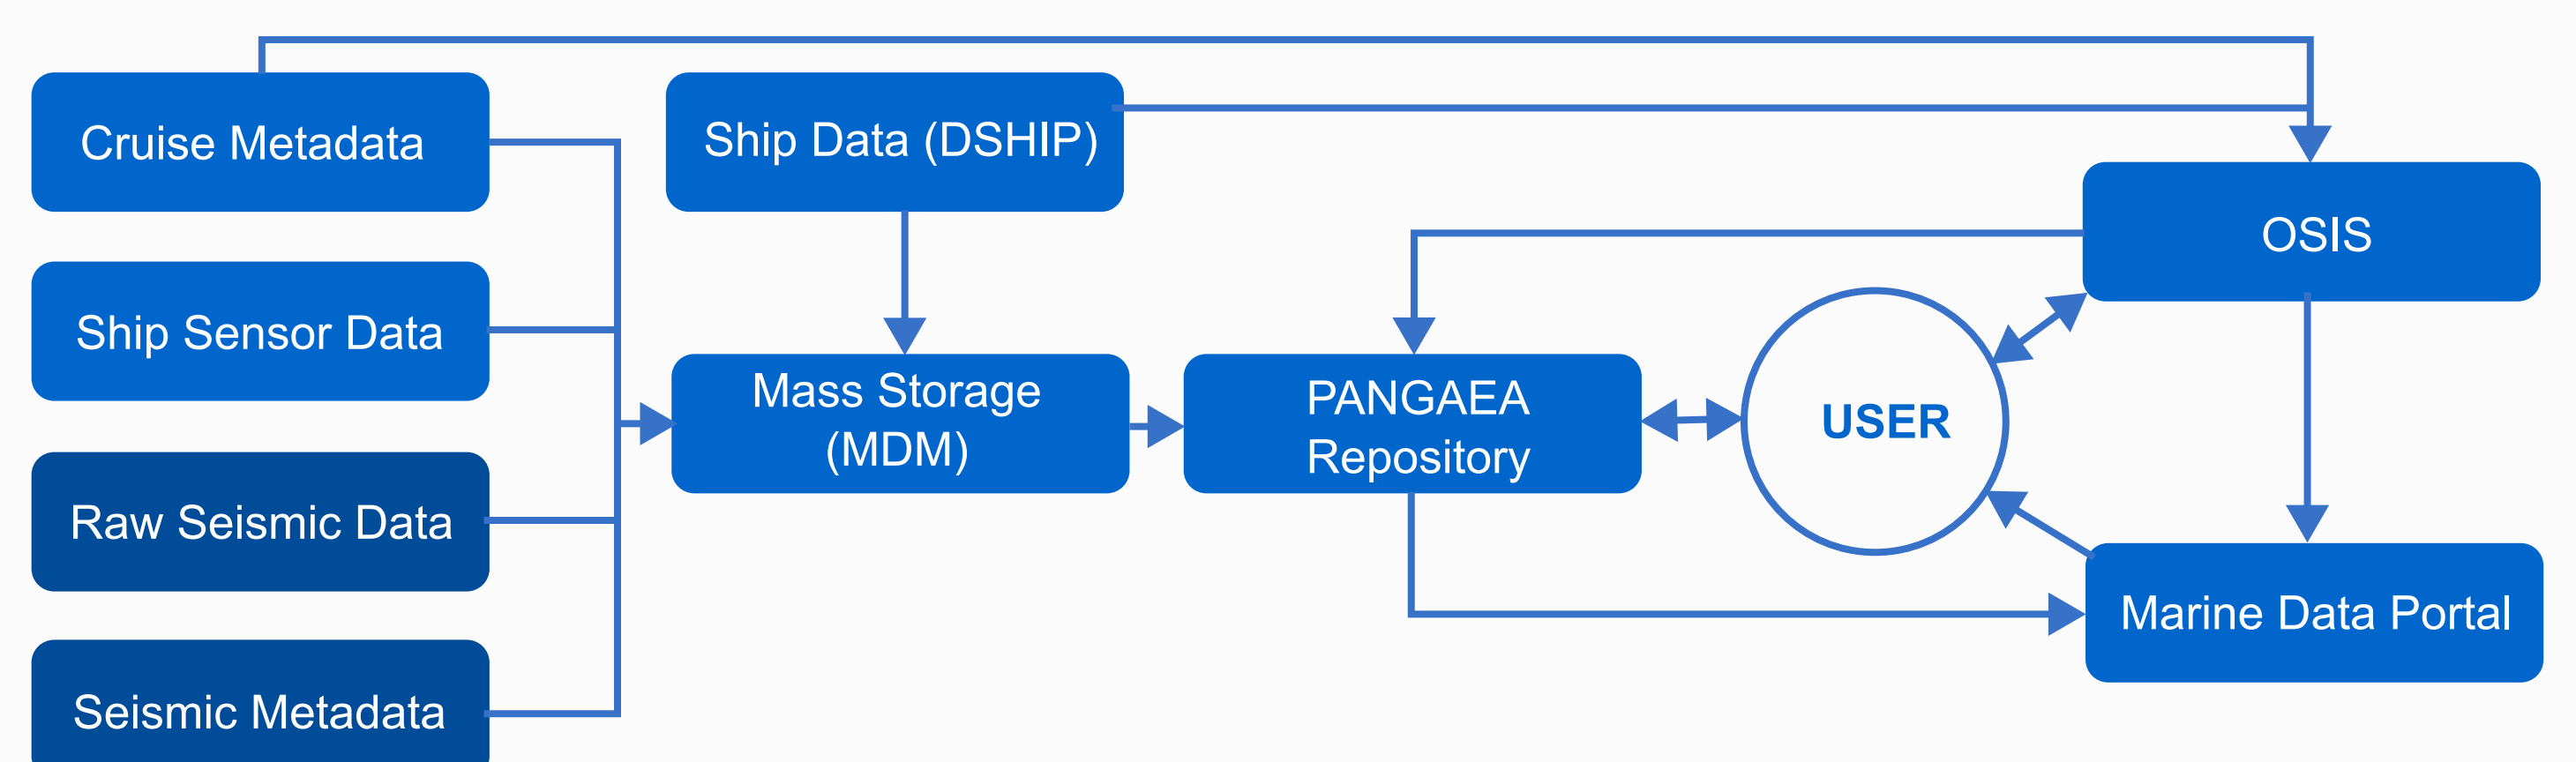 Cruise Metadata
Ship Data (DSHIP)
OSIS
Ship Sensor Data
Mass Storage
(MDM)
PANGAEA
Repository
USER
Raw Seismic Data
Marine Data Portal
Seismic Metadata